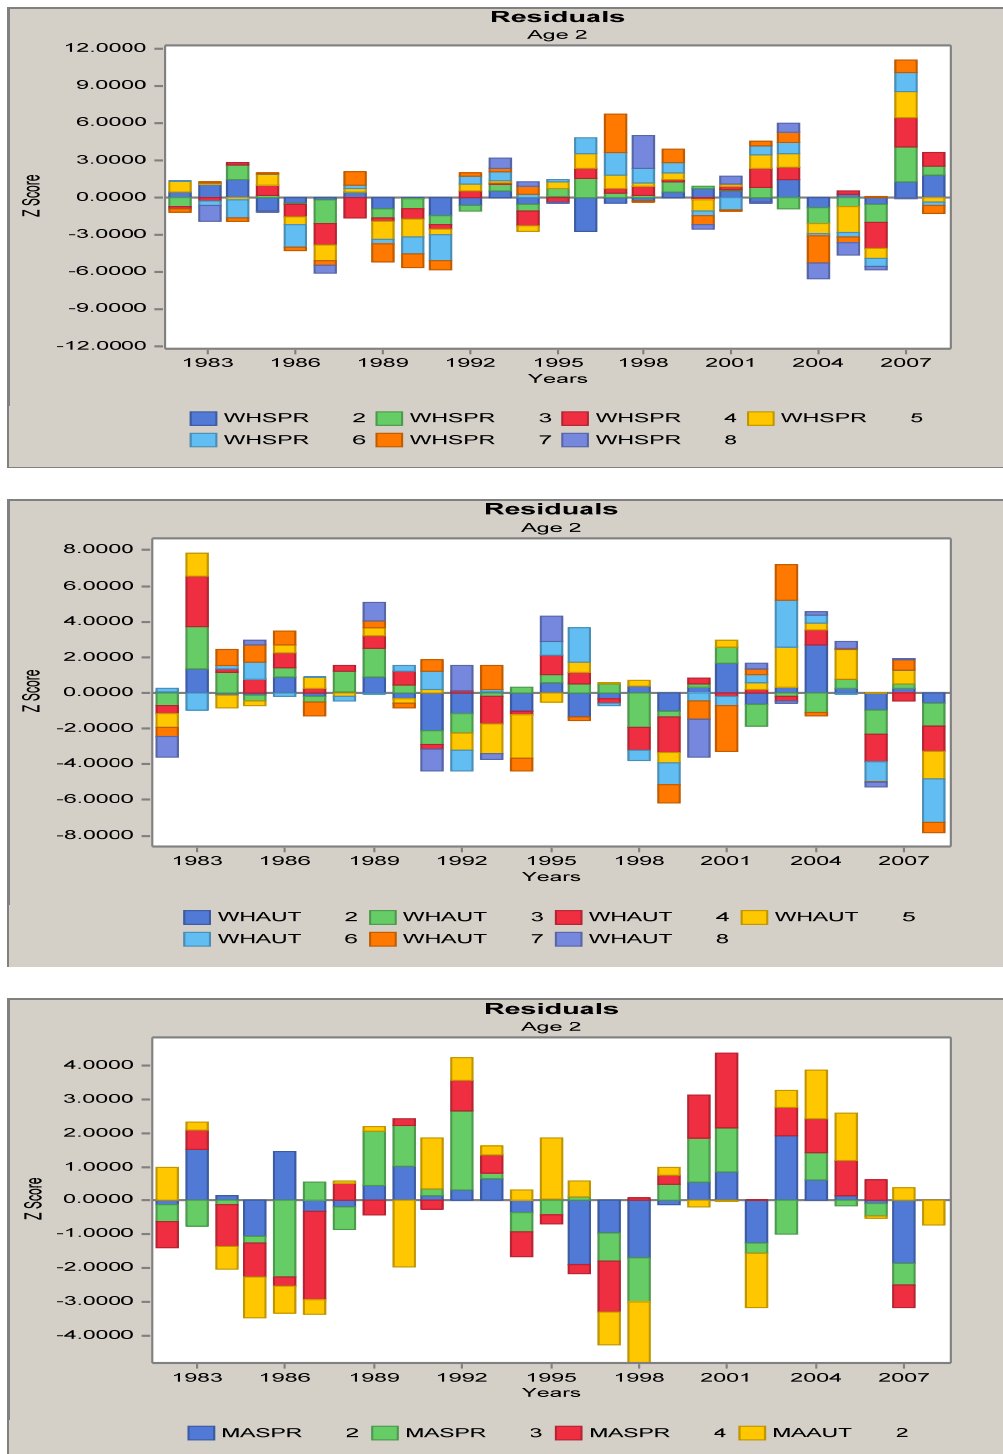 Residuals
Age 2
12.0000
9.0000
6.0000
3.0000
0.0000
-3.0000
-6.0000
-9.0000
-12.0000
Z Score
1983 1986 1989 1992 1995 1998 2001 2004 2007
Years
WHSPR 2 WHSPR 3 WHSPR 4 WHSPR 5
WHSPR 6 WHSPR 7 WHSPR 8
Residuals
Age 2
8.0000
6.0000
4.0000
2.0000
0.0000
-2.0000
-4.0000
-6.0000
-8.0000
Z Score
1983 1986 1989 1992 1995 1998 2001 2004 2007
Years
WHAUT 2 WHAUT 3 WHAUT 4 WHAUT 5
WHAUT 6 WHAUT 7 WHAUT 8
Residuals
Age 2
4.0000
3.0000
2.0000
1.0000
0.0000
-1.0000
-2.0000
-3.0000
-4.0000
Z Score
1983 1986 1989 1992 1995 1998 2001 2004 2007
Years
MASPR 2 MASPR 3 MASPR 4 MAAUT 2